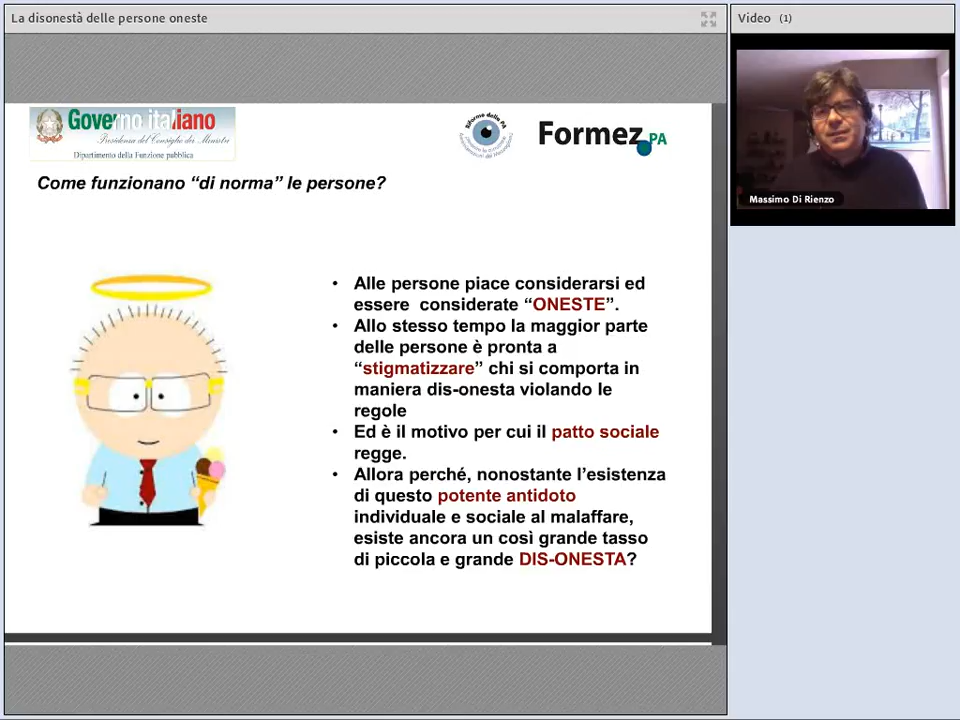 La disonestà delle persone oneste
Video (1)
Governo italiano
Presidenza del Consiglio dei Ministri
Dipartimento della Funzione pubblica
Riforme delle PA
Formez PA
Massimo Di Rienzo
Come funzionano “di norma” le persone?
• Alle persone piace considerarsi ed
essere considerate “ONESTE”.
• Allo stesso tempo la maggior parte
delle persone è pronta a
“stigmatizzare” chi si comporta in
maniera dis-onesta violando le
regole
• Ed è il motivo per cui il patto sociale
regge.
• Allora perché, nonostante l’esistenza
di questo potente antidoto
individuale e sociale al malaffare,
esiste ancora un così grande tasso
di piccola e grande DIS-ONESTA?